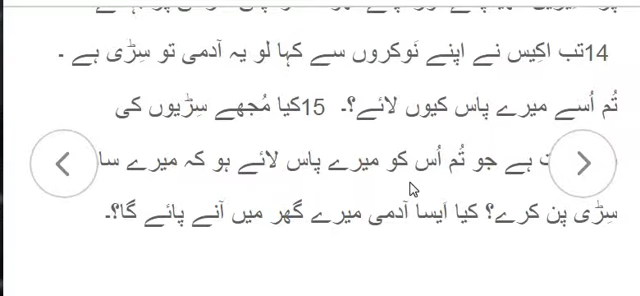 14تب اکِیس نے اپنے نَوکروں سے کہا لو یہ آدمی تو سِڑی ہے ۔
تُم اُسے میرے پاس کیوں لائے؟۔ 15کیا مُجھے سِڑیوں کی
ہے جو تُم اُس کو میرے پاس لائے ہو کہ میرے
سِڑی پن کرے؟ کیا اَیسا آدمی میرے گھر میں آنے پائے گا؟۔